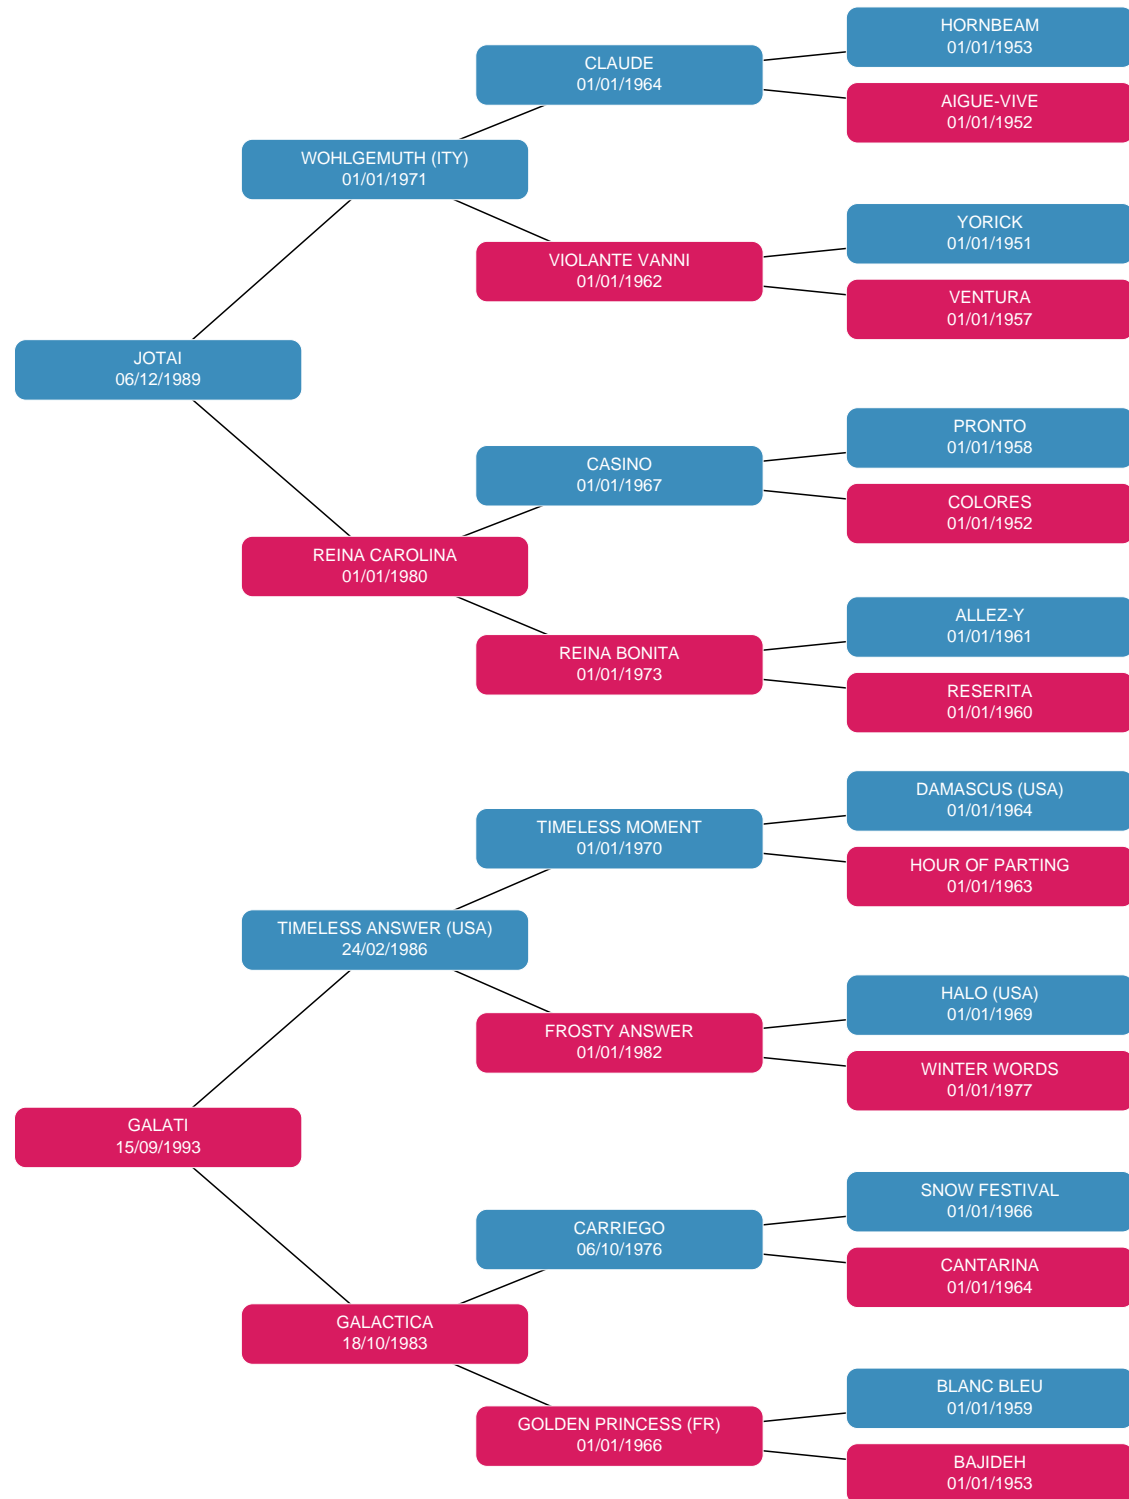 HORNBEAM
01/01/1953
CLAUDE
01/01/1964
AIGUE-VIVE
01/01/1952
WOHLGEMUTH (ITY)
01/01/1971
YORICK
01/01/1951
VIOLANTE VANNI
01/01/1962
VENTURA
01/01/1957
JOTAI
06/12/1989
PRONTO
01/01/1958
CASINO
01/01/1967
COLORES
01/01/1952
REINA CAROLINA
01/01/1980
ALLEZ-Y
01/01/1961
REINA BONITA
01/01/1973
RESERITA
01/01/1960
DAMASCUS (USA)
01/01/1964
TIMELESS MOMENT
01/01/1970
HOUR OF PARTING
01/01/1963
TIMELESS ANSWER (USA)
24/02/1986
HALO (USA)
01/01/1969
FROSTY ANSWER
01/01/1982
WINTER WORDS
01/01/1977
GALATI
15/09/1993
SNOW FESTIVAL
01/01/1966
CARRIEGO
06/10/1976
CANTARINA
01/01/1964
GALACTICA
18/10/1983
BLANC BLEU
01/01/1959
GOLDEN PRINCESS (FR)
01/01/1966
BAJIDEH
01/01/1953